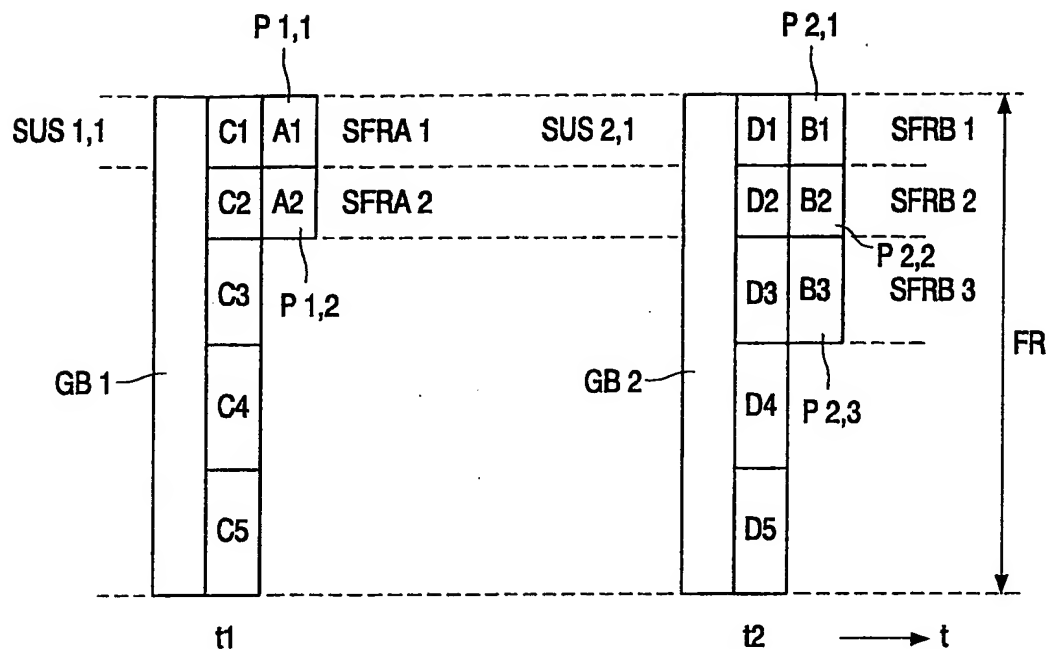 P 1,1
P 2,1
SUS 1,1 C1 A1 SFRA 1 SUS 2,1 D1 B1 SFRB 1
C2 A2 SFRA 2 D2 B2 SFRB 2
P 2,2
C3 P 1,2 D3 B3 SFRB 3
FR
GB 1 C4 GB 2 D4 P 2,3
C5 D5
t1 t2 t